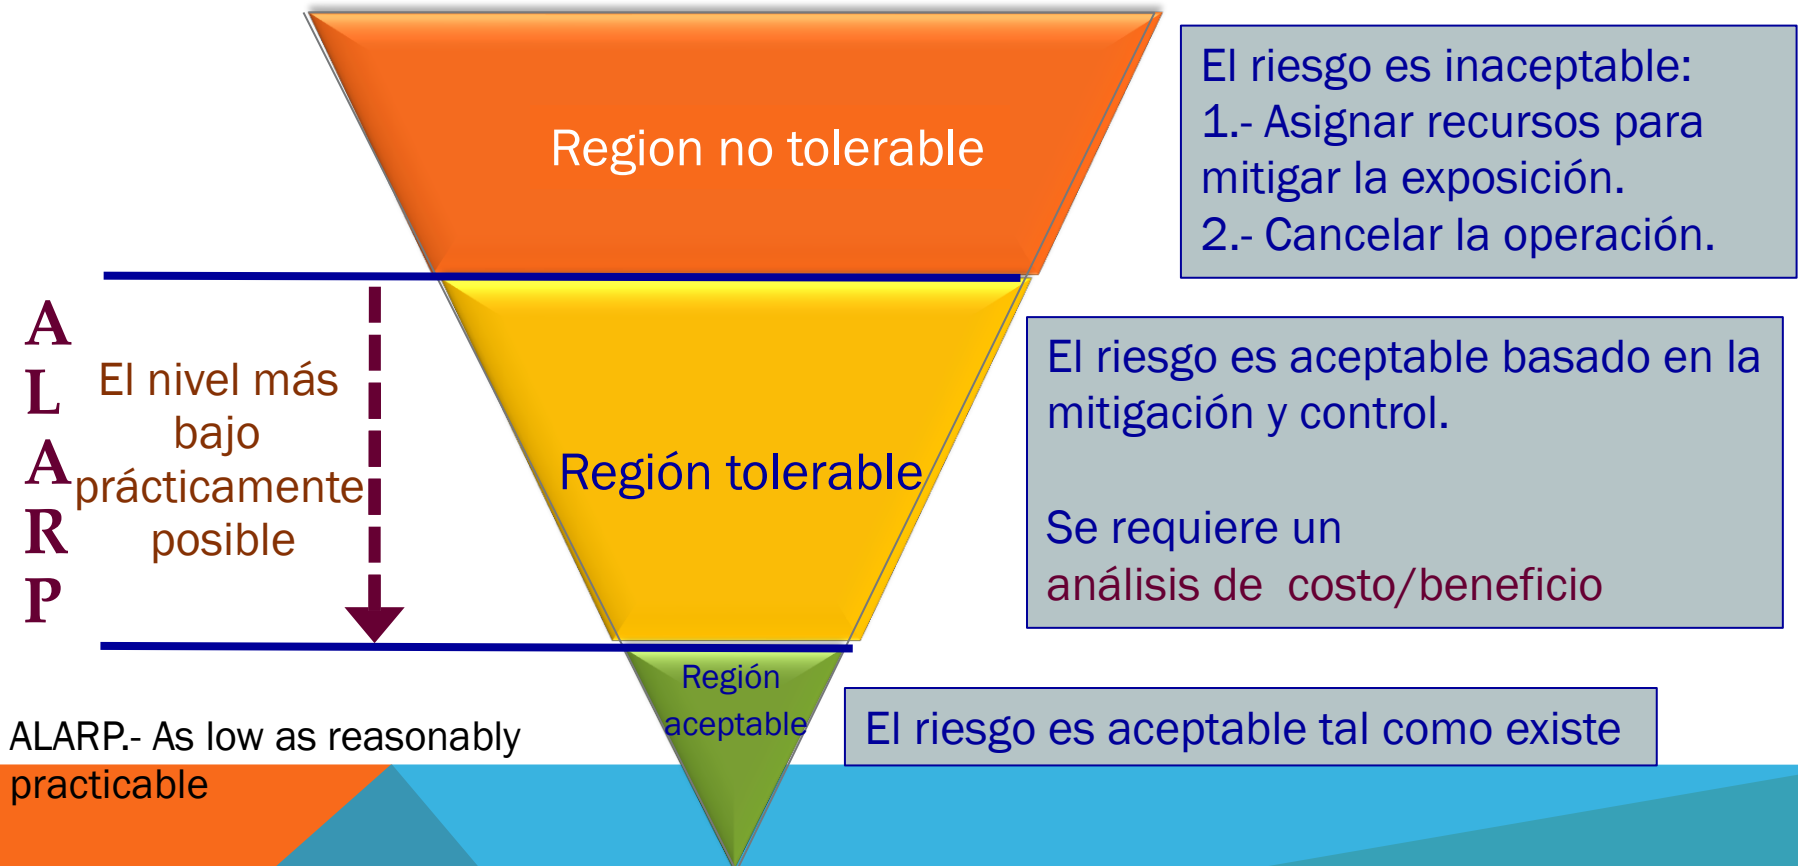 Region no tolerable
El riesgo es inaceptable:
1.- Asignar recursos para
mitigar la exposición.
2.- Cancelar la operación.
A
L
A
R
P
El nivel más
bajo
prácticamente
posible
Región tolerable
El riesgo es aceptable basado en la
mitigación y control.
Se requiere un
análisis de costo/beneficio
Región
aceptable
El riesgo es aceptable tal como existe
ALARP.- As low as reasonably
practicable